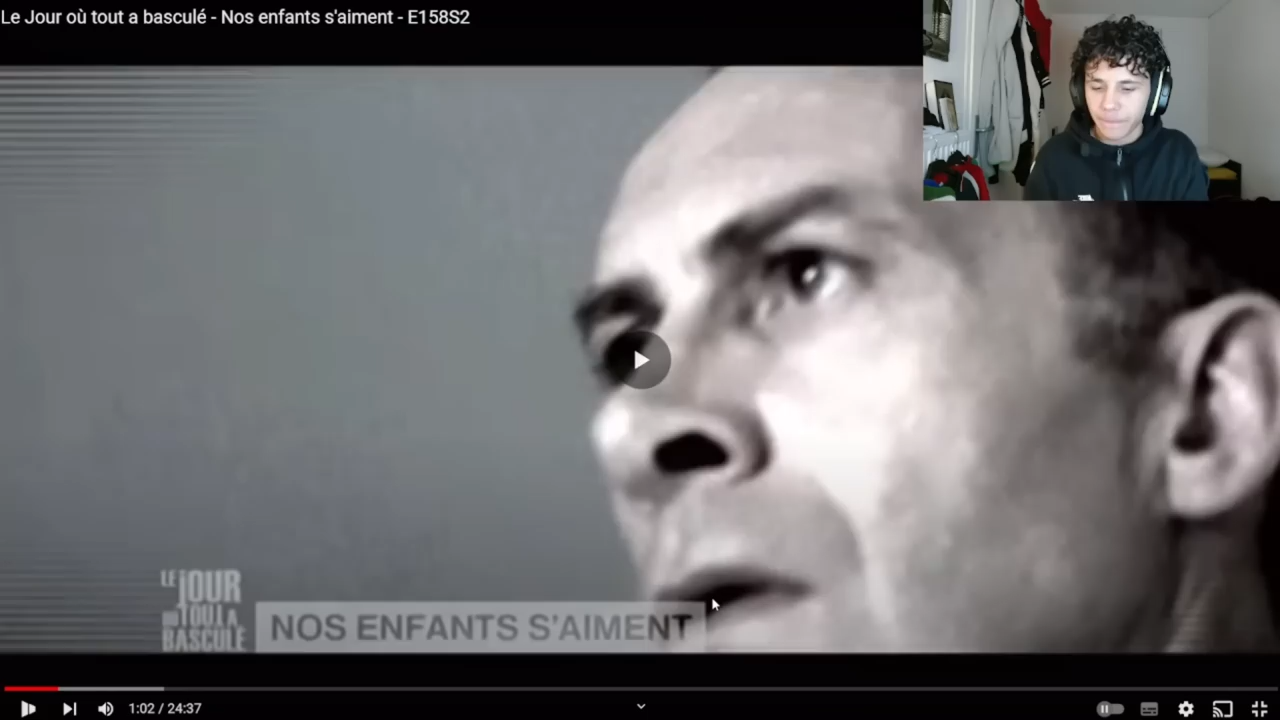 Le Jour où tout a basculé - Nos enfants s'aiment - E158S2
LE JOUR
OÙ TOUT A
BASCULÉ
NOS ENFANTS S'AIMENT
1:02 / 24:37